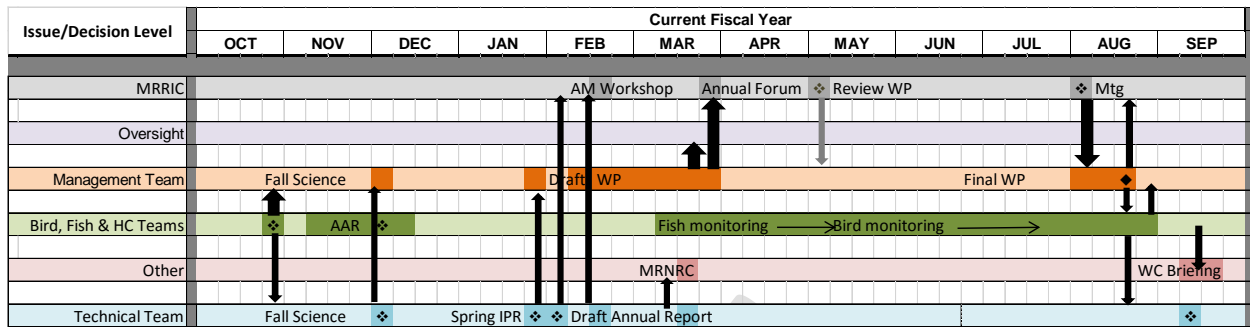 Issue/Decision Level
Current Fiscal Year
OCT NOV DEC JAN FEB MAR APR MAY JUN JUL AUG SEP
MRRIC AM Workshop Annual Forum Review WP Mtg
Oversight
Management Team Fall Science Draft WP Final WP
Bird, Fish & HC Teams AAR Fish monitoring Bird monitoring
Other MRNRC WC Briefing
Technical Team Fall Science Spring IPR Draft Annual Report